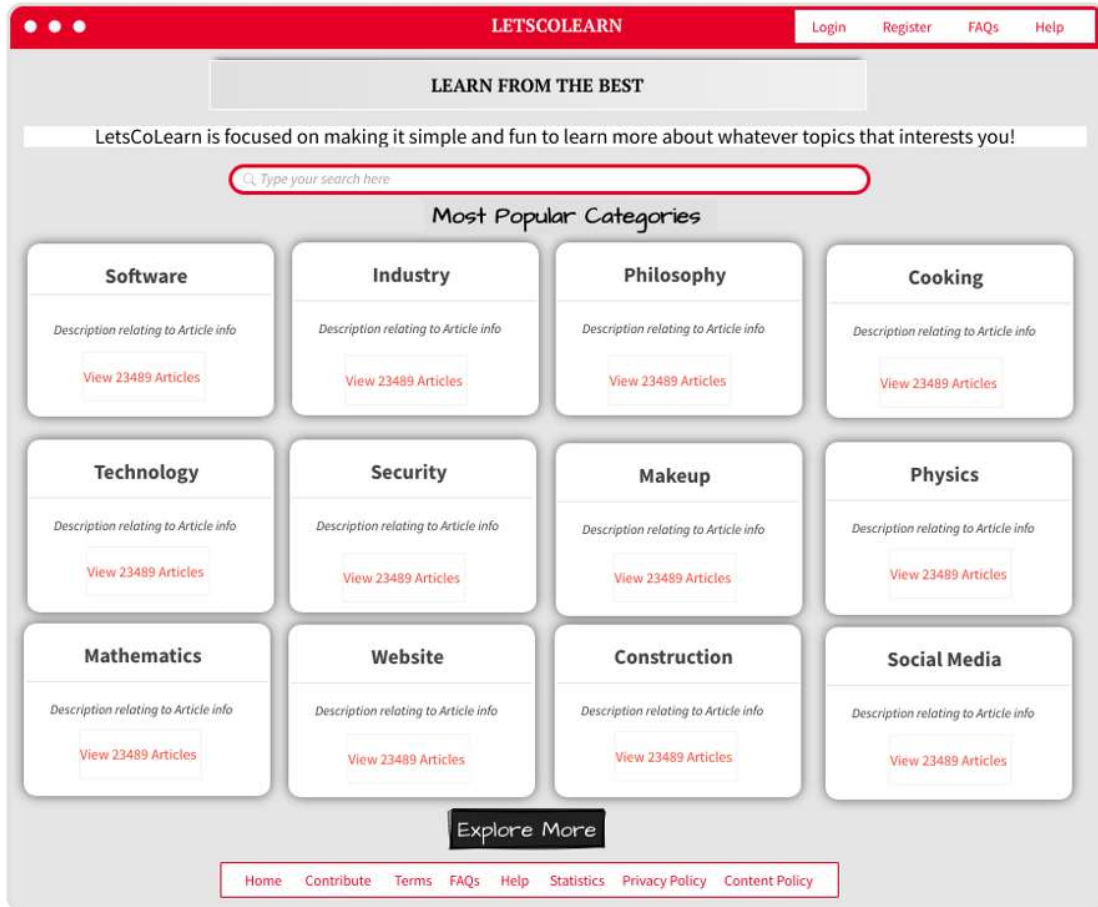 LETSCOLEARN
Login Register FAQs Help
LEARN FROM THE BEST
LetsCoLearn is focused on making it simple and fun to learn more about whatever topics that interests you!
Type your search here
Most Popular Categories
Software
Description relating to Article info
View 23489 Articles
Industry
Description relating to Article info
View 23489 Articles
Philosophy
Description relating to Article info
View 23489 Articles
Cooking
Description relating to Article info
View 23489 Articles
Technology
Description relating to Article info
View 23489 Articles
Security
Description relating to Article info
View 23489 Articles
Makeup
Description relating to Article info
View 23489 Articles
Physics
Description relating to Article info
View 23489 Articles
Mathematics
Description relating to Article info
View 23489 Articles
Website
Description relating to Article info
View 23489 Articles
Construction
Description relating to Article info
View 23489 Articles
Social Media
Description relating to Article info
View 23489 Articles
Explore More
Home Contribute Terms FAQs Help Statistics Privacy Policy Content Policy